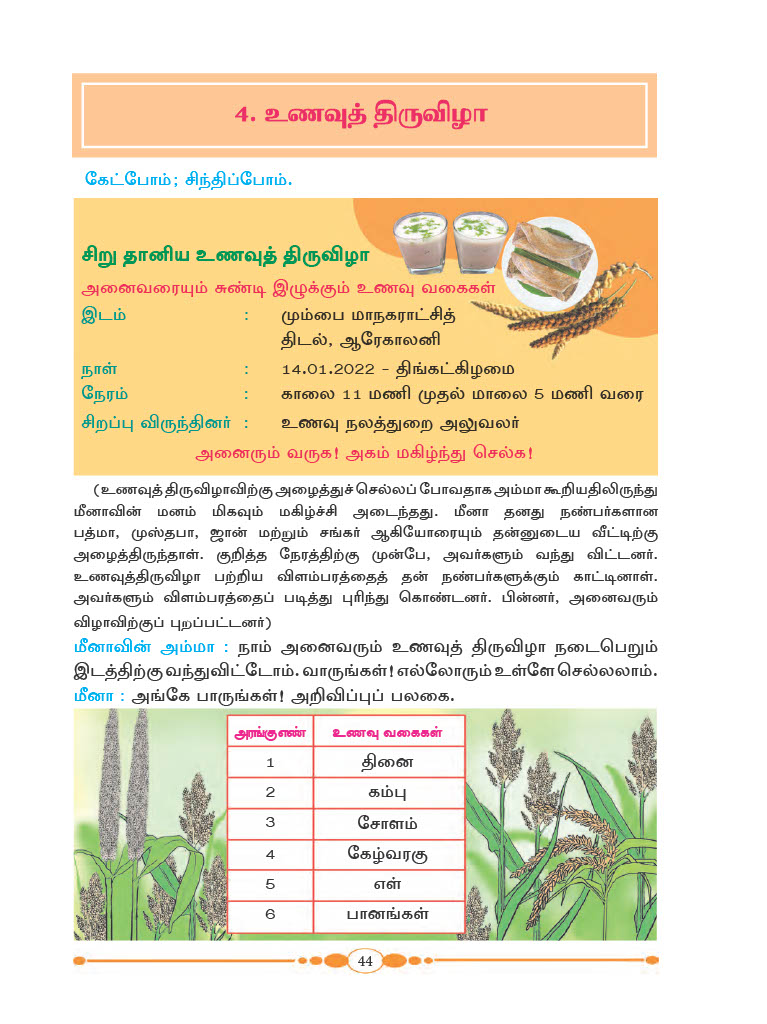 4. உணவுத் திருவிழா
கேட்போம்; சிந்திப்போம்.
சிறு தானிய உணவுத் திருவிழா
அனைவரையும் சுண்டி இழுக்கும் உணவு வகைகள்
இடம் : மும்பை மாநகராட்சித்
திடல், ஆரேகாலனி
நாள் : 14.01.2022 - திங்கட்கிழமை
நேரம் : காலை 11 மணி முதல் மாலை 5 மணி வரை
சிறப்பு விருந்தினர் : உணவு நலத்துறை அலுவலர்
அனைரும் வருக! அகம் மகிழ்ந்து செல்க!
(உணவுத் திருவிழாவிற்கு அழைத்துச் செல்லப் போவதாக அம்மா கூறியதிலிருந்து
மீனாவின் மனம் மிகவும் மகிழ்ச்சி அடைந்தது. மீனா தனது நண்பர்களான
பத்மா, முஸ்தபா, ஜான் மற்றும் சங்கர் ஆகியோரையும் தன்னுடைய வீட்டிற்கு
அழைத்திருந்தாள். குறித்த நேரத்திற்கு முன்பே, அவர்களும் வந்து விட்டனர்.
உணவுத்திருவிழா பற்றிய விளம்பரத்தைத் தன் நண்பர்களுக்கும் காட்டினாள்.
அவர்களும் விளம்பரத்தைப் படித்து புரிந்து கொண்டனர். பின்னர், அனைவரும்
விழாவிற்குப் புறப்பட்டனர்)
மீனாவின் அம்மா : நாம் அனைவரும் உணவுத் திருவிழா நடைபெறும்
இடத்திற்கு வந்துவிட்டோம். வாருங்கள்! எல்லோரும் உள்ளே செல்லலாம்.
மீனா : அங்கே பாருங்கள்! அறிவிப்புப் பலகை.
அரங்குஎண் உணவு வகைகள்
1 தினை
2 கம்பு
3 சோளம்
4 கேழ்வரகு
5 எள்
6 பானங்கள்
44